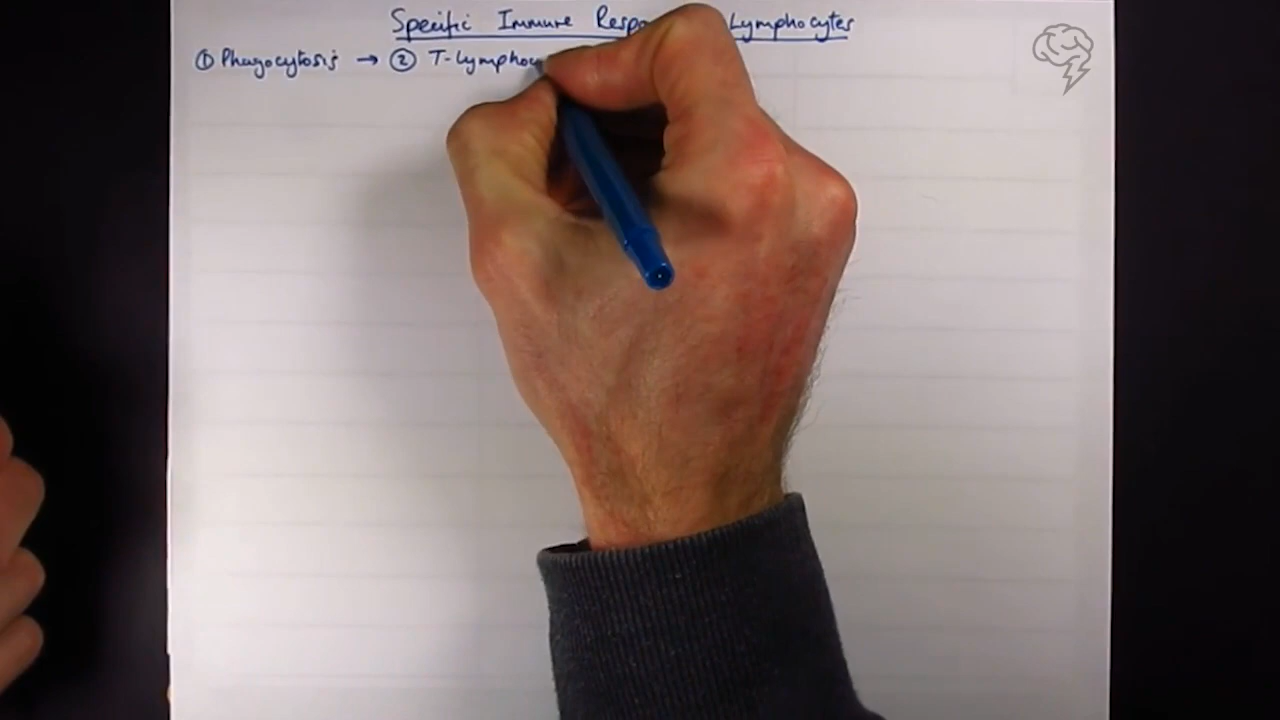 Specific Immune Lymphocytes
① Phagocytosis → ② T-Lymphoc